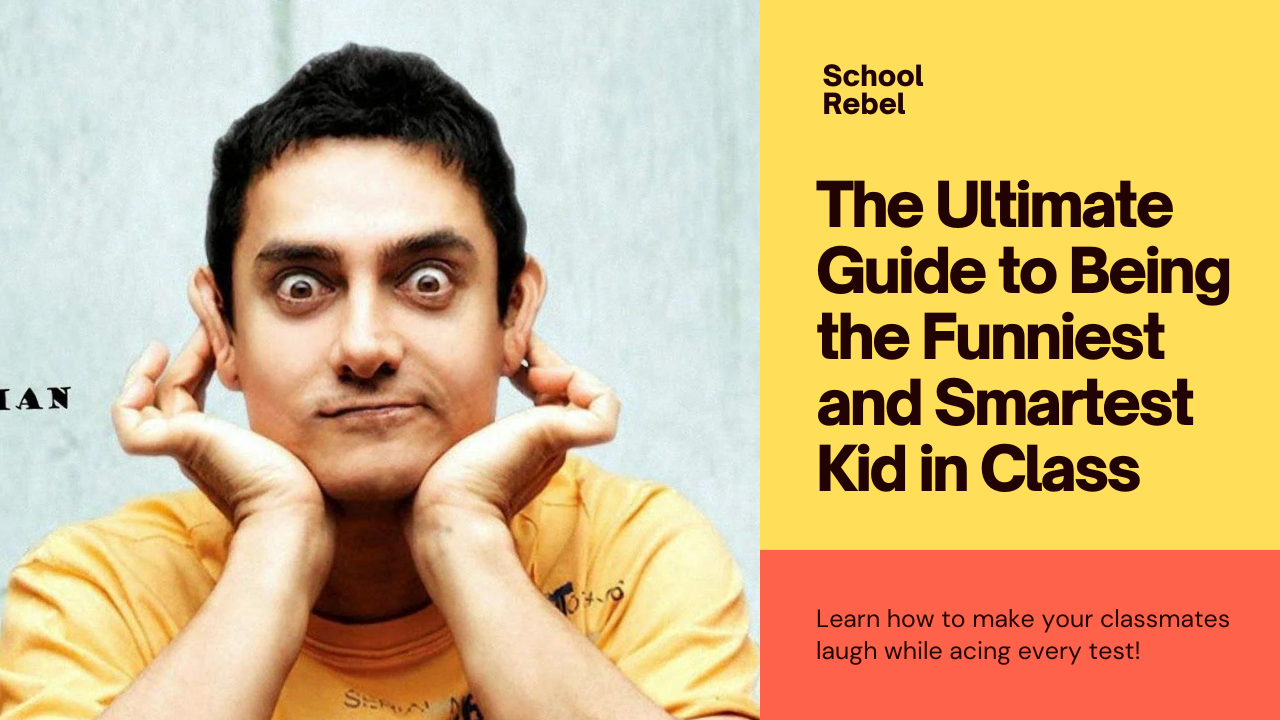 School
Rebel
The Ultimate
Guide to Being
the Funniest
and Smartest
Kid in Class
Learn how to make your classmates
laugh while acing every test!